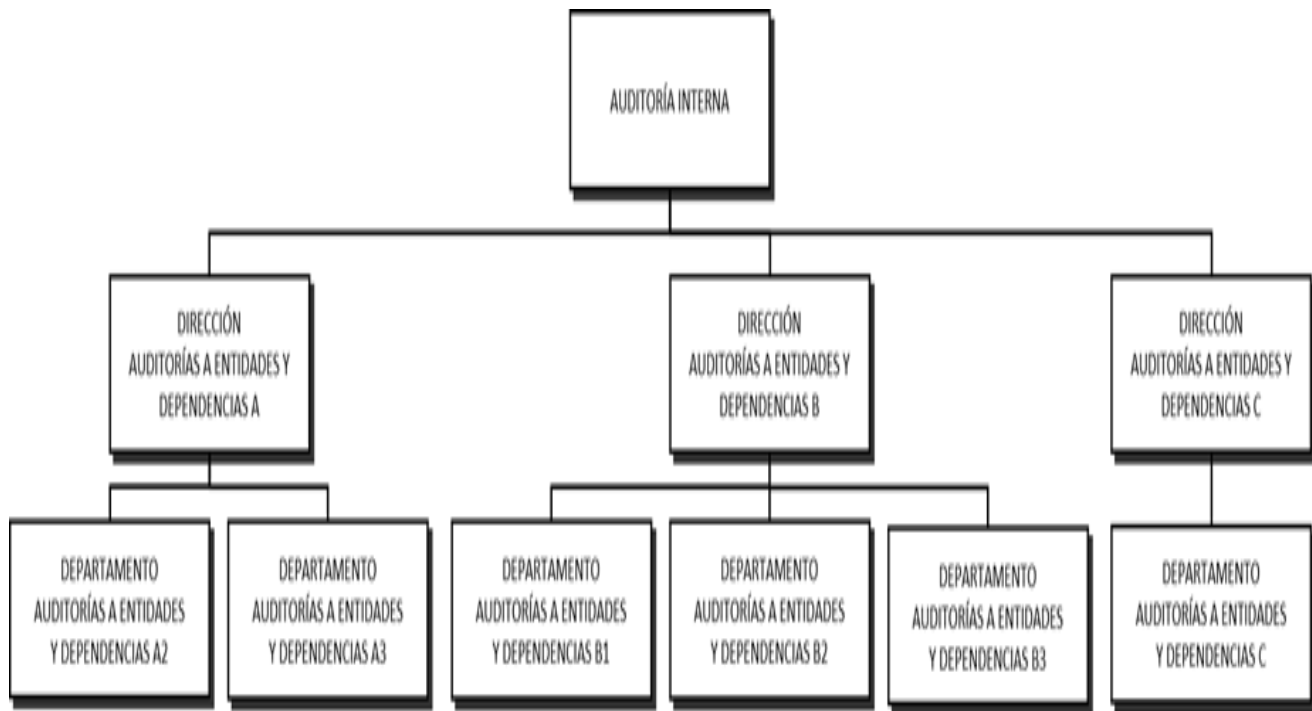 AUDITORÍA INTERNA
DIRECCIÓN
AUDITORÍAS A ENTIDADES Y
DEPENDENCIAS A
DIRECCIÓN
AUDITORÍAS A ENTIDADES Y
DEPENDENCIAS B
DIRECCIÓN
AUDITORÍAS A ENTIDADES Y
DEPENDENCIAS C
DEPARTAMENTO
AUDITORÍAS A ENTIDADES
Y DEPENDENCIAS A2
DEPARTAMENTO
AUDITORÍAS A ENTIDADES
Y DEPENDENCIAS A3
DEPARTAMENTO
AUDITORÍAS A ENTIDADES
Y DEPENDENCIAS B1
DEPARTAMENTO
AUDITORÍAS A ENTIDADES
Y DEPENDENCIAS B2
DEPARTAMENTO
AUDITORÍAS A ENTIDADES
Y DEPENDENCIAS B3
DEPARTAMENTO
AUDITORÍAS A ENTIDADES
Y DEPENDENCIAS C